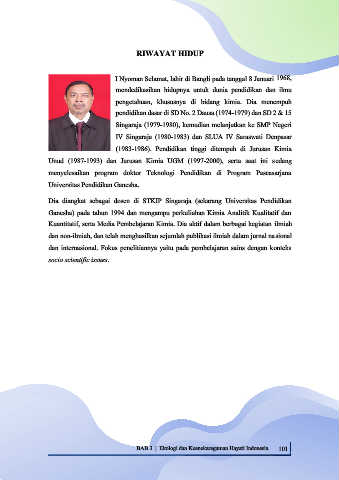 RIWAYAT HIDUP
I Nyoman Selamat, lahir di Bangli pada tanggal 8 Januari 1968,
mendedikasikan hidupnya untuk dunia pendidikan dan ilmu
pengetahuan, khususnya di bidang kimia. Dia menempuh
pendidikan dasar di SD No. 2 Dausa (1974-1979) dan SD 2 & 15
Singaraja (1979-1980), kemudian melanjutkan ke SMP Negeri
IV Singaraja (1980-1983) dan SLUA IV Saraswati Denpasar
(1983-1986). Pendidikan tinggi ditempuh di Jurusan Kimia
Unud (1987-1993) dan Jurusan Kimia UGM (1997-2000), serta saat ini sedang
menyelesaikan program doktor Teknologi Pendidikan di Program Pascasarjana
Universitas Pendidikan Ganesha.
Dia diangkat sebagai dosen di STKIP Singaraja (sekarang Universitas Pendidikan
Ganesha) pada tahun 1994 dan mengampu perkuliahan Kimia Analitik Kualitatif dan
Kuantitatif, serta Media Pembelajaran Kimia. Dia aktif dalam berbagai kegiatan ilmiah
dan non-ilmiah, dan telah menghasilkan sejumlah publikasi ilmiah dalam jurnal nasional
dan internasional. Fokus penelitiannya yaitu pada pembelajaran sains dengan konteks
socio scientific issues.
BAB I | Ekologi dan Keanekaragaman Hayati Indonesia 101